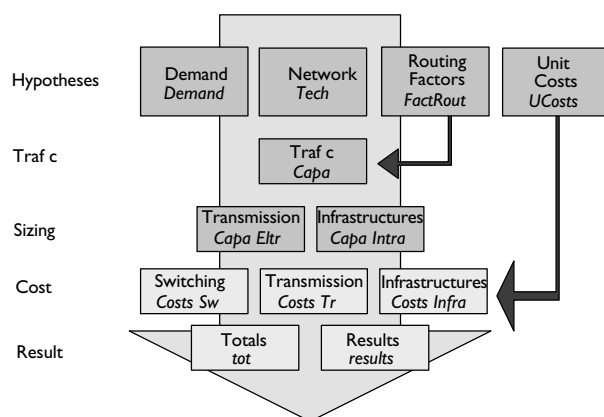 Hypotheses
Demand
Demand
Network
Tech
Routing
Factors
FactRout
Unit
Costs
UCosts
Traf c
Traf c
Capa
Sizing
Transmission
Capa Eltr
Infrastructures
Capa Intra
Cost
Switching
Costs Sw
Transmission
Costs Tr
Infrastructures
Costs Infra
Result
Totals
tot
Results
results